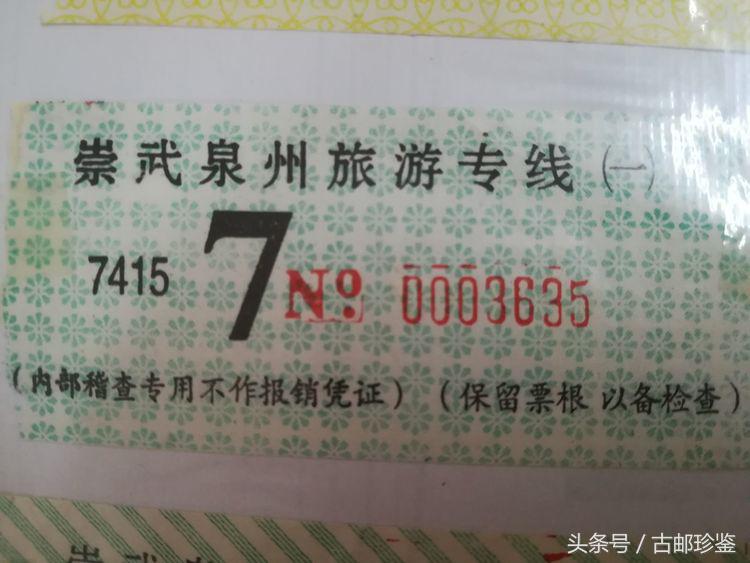 崇武泉州旅游专线(一)
7415 7 No 0003635
(内部稽查专用不作报销凭证)(保留票根 以备检查)
崇武
头条号 / 古邮珍鉴